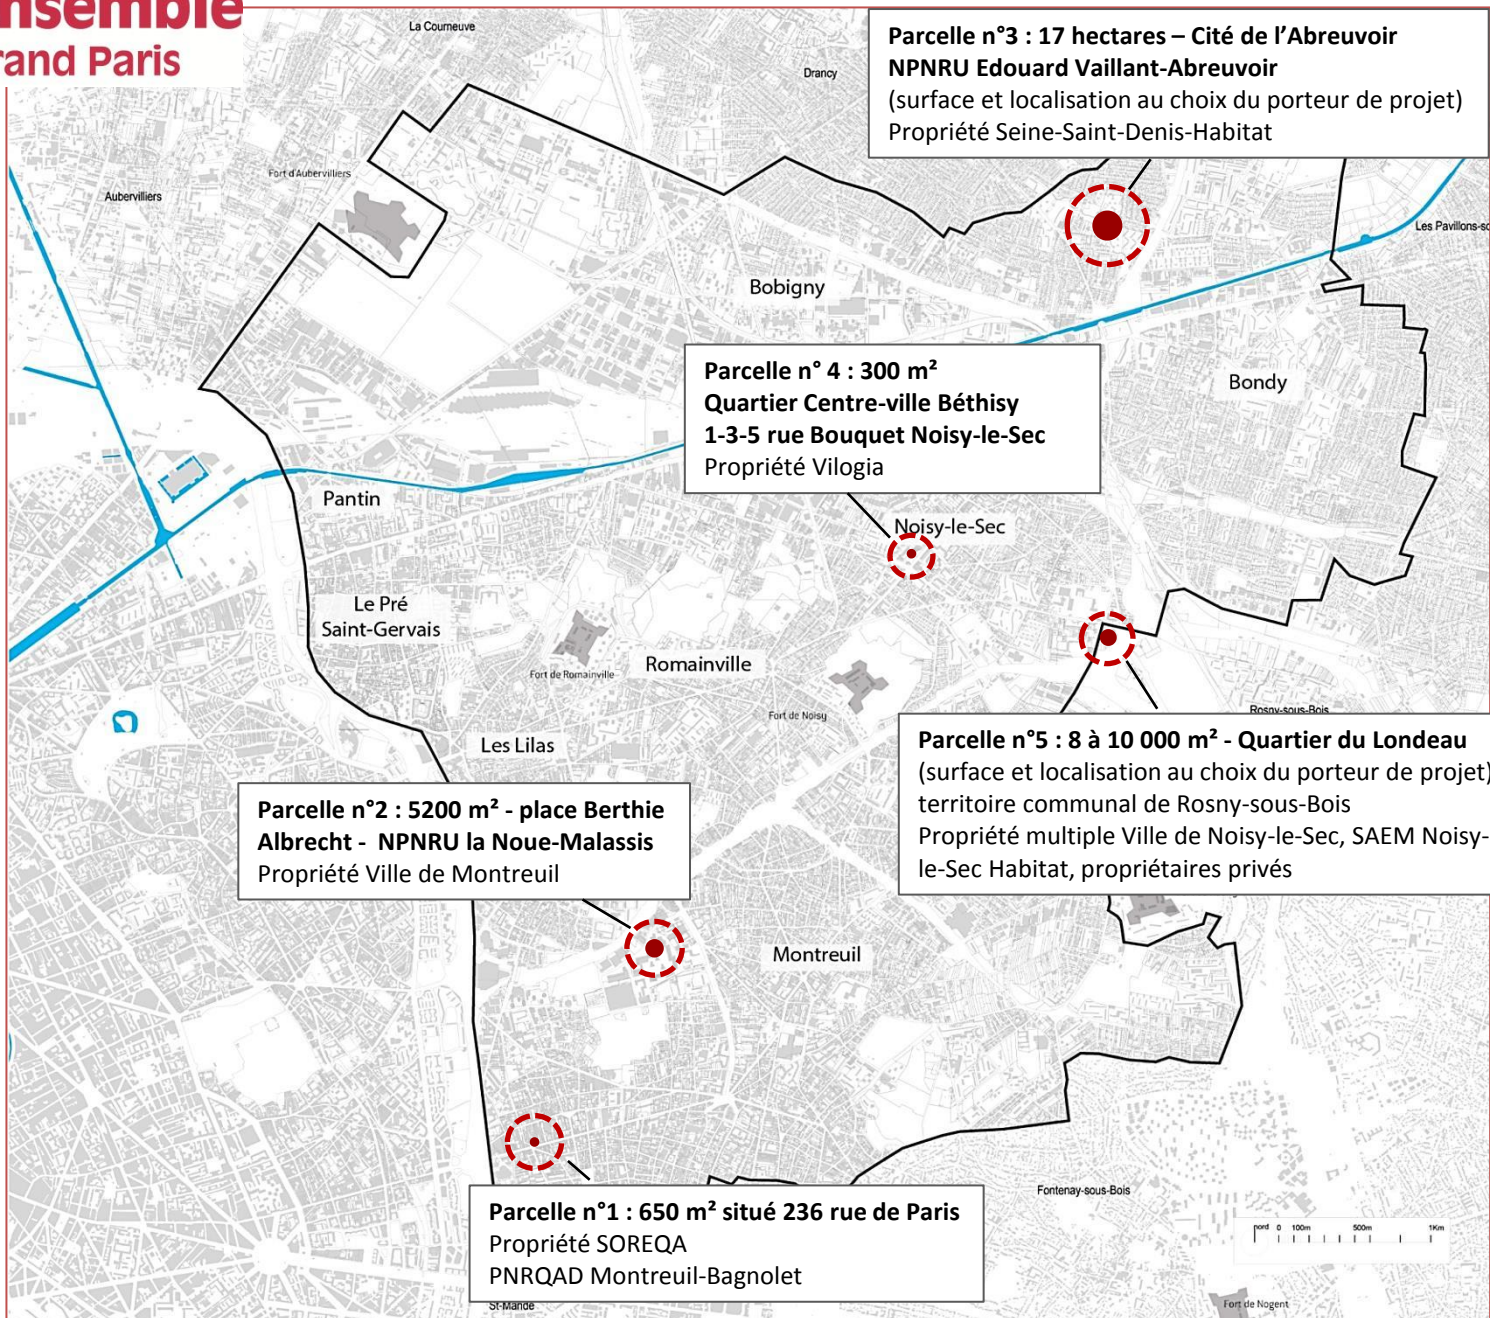 nsemble
rand Paris
La Courneuve
Drancy
Parcelle n°3 : 17 hectares – Cité de l’Abreuvoir
NPNRU Edouard Vaillant-Abreuvoir
(surface et localisation au choix du porteur de projet)
Propriété Seine-Saint-Denis-Habitat
Fort d'Aubervilliers
Aubervilliers
Les Pavillons-so
Bobigny
Parcelle n° 4 : 300 m²
Quartier Centre-ville Béthisy
1-3-5 rue Bouquet Noisy-le-Sec
Propriété Vilogia
Bondy
Pantin
Noisy-le-Sec
Le Pré
Saint-Gervais
Fort de Romainville
Romainville
Fort de Noisy
Rosny-sous-Bois
Les Lilas
Parcelle n°5 : 8 à 10 000 m² - Quartier du Londeau
(surface et localisation au choix du porteur de projet)
territoire communal de Rosny-sous-Bois
Propriété multiple Ville de Noisy-le-Sec, SAEM Noisy-
le-Sec Habitat, propriétaires privés
Parcelle n°2 : 5200 m² - place Berthie
Albrecht - NPNRU la Noue-Malassis
Propriété Ville de Montreuil
Montreuil
Parcelle n°1 : 650 m² situé 236 rue de Paris
Propriété SOREQA
PNRQAD Montreuil-Bagnolet
Fontenay-sous-Bois
nord 0 100m 500m 1Km
St-Mandé
Fort de Nogent